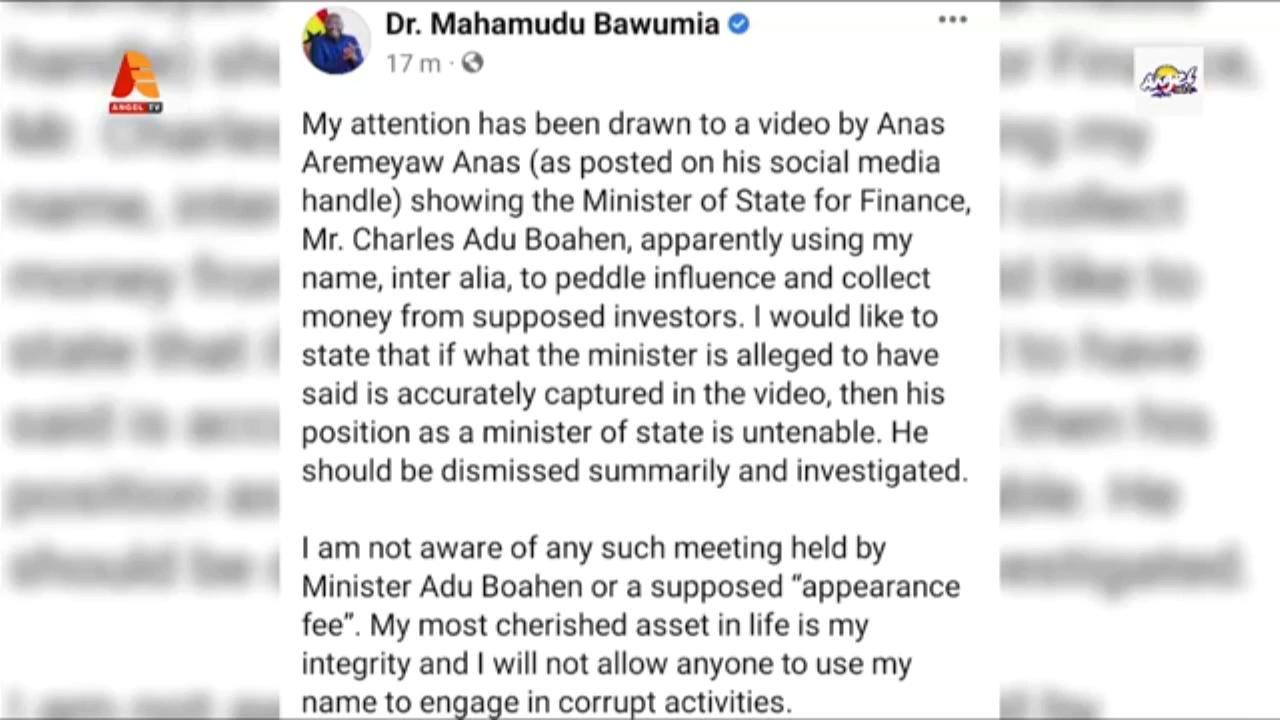 Dr. Mahamudu Bawumia
17 m
ANGEL TV
My attention has been drawn to a video by Anas
Aremeyaw Anas (as posted on his social media
handle) showing the Minister of State for Finance,
Mr. Charles Adu Boahen, apparently using my
name, inter alia, to peddle influence and collect
money from supposed investors. I would like to
state that if what the minister is alleged to have
said is accurately captured in the video, then his
position as a minister of state is untenable. He
should be dismissed summarily and investigated.
I am not aware of any such meeting held by
Minister Adu Boahen or a supposed “appearance
fee”. My most cherished asset in life is my
integrity and I will not allow anyone to use my
name to engage in corrupt activities.